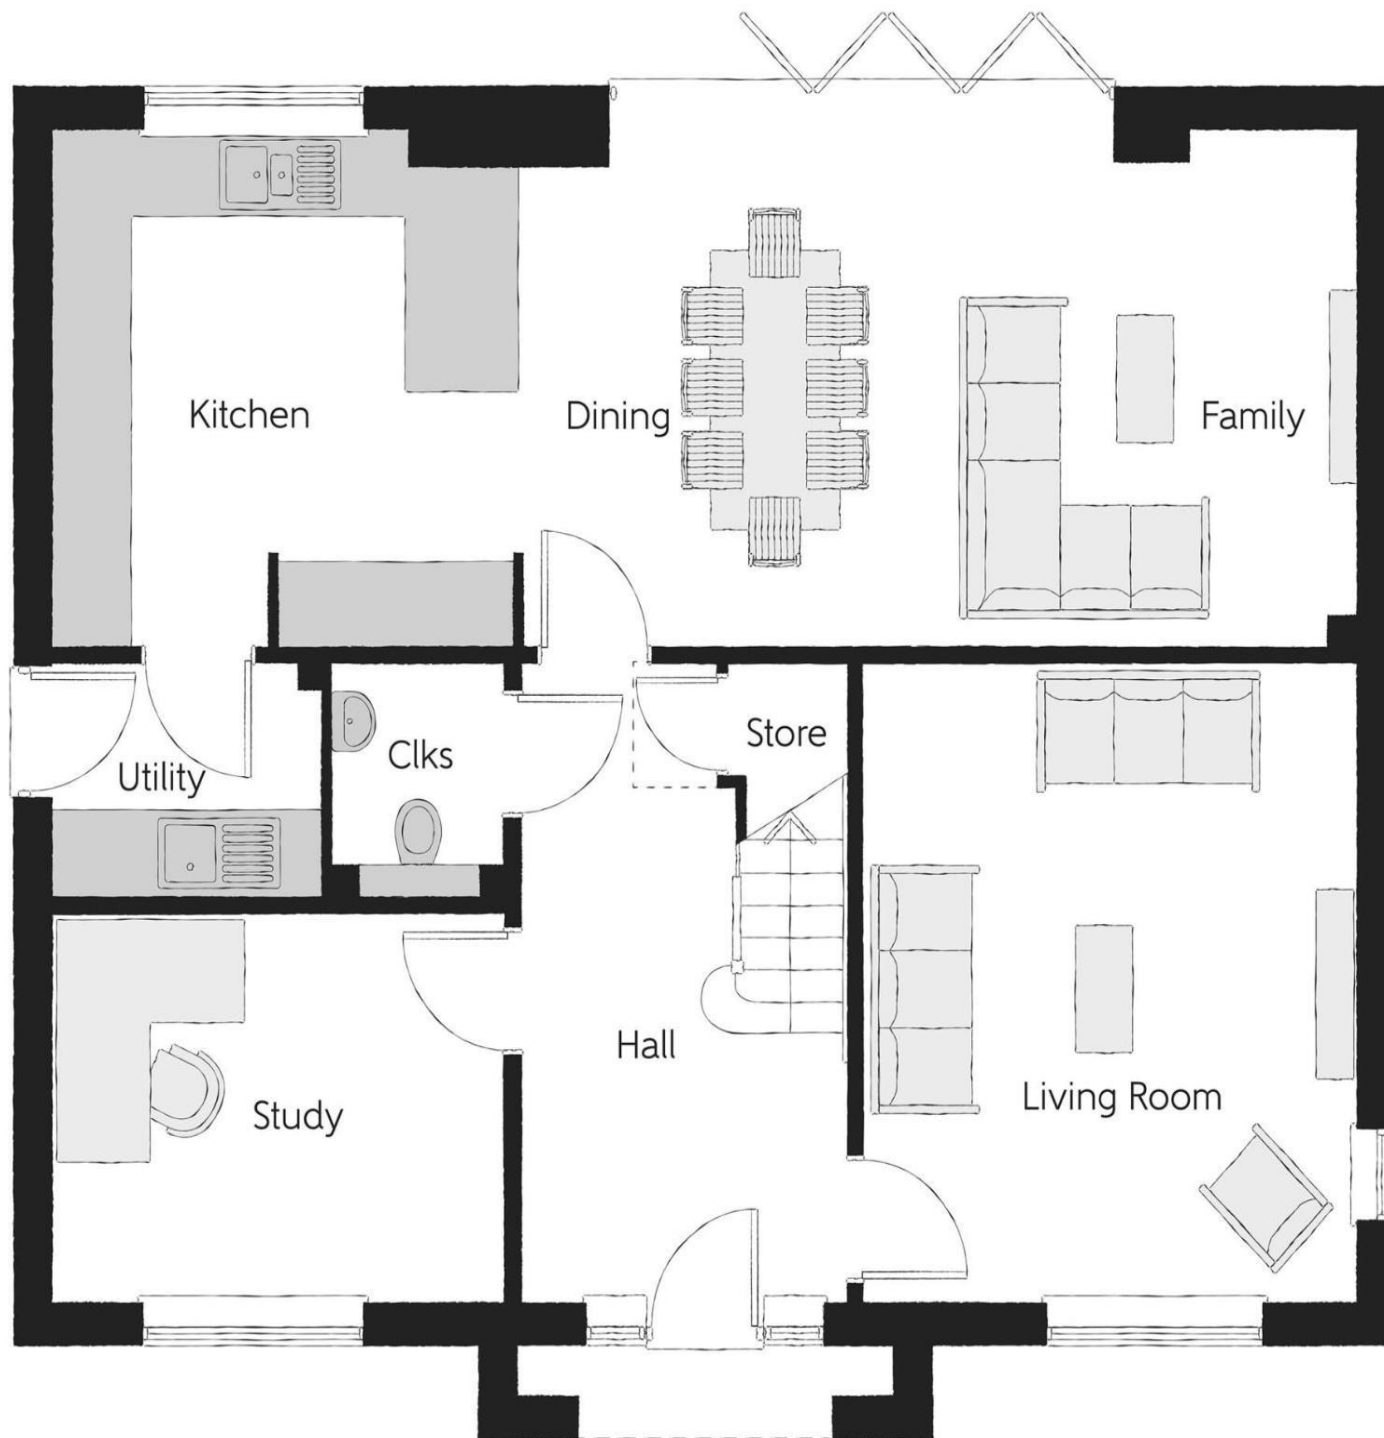 Kitchen
Dining
Family
Utility
Clks
Store
Study
Hall
Living Room